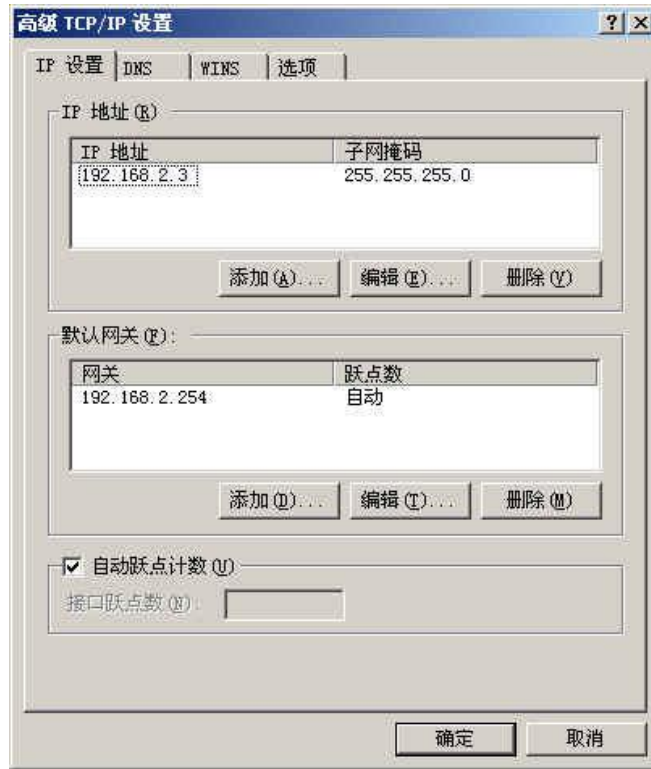 高级 TCP/IP 设置
IP 设置 DNS WINS 选项
IP 地址(R)
IP 地址 子网掩码
192.168.2.3 255.255.255.0
添加(A)... 编辑(E)... 删除(V)
默认网关(F):
网关 跃点数
192.168.2.254 自动
添加(D)... 编辑(T)... 删除(M)
自动跃点计数(U)
接口跃点数(N):
确定 取消